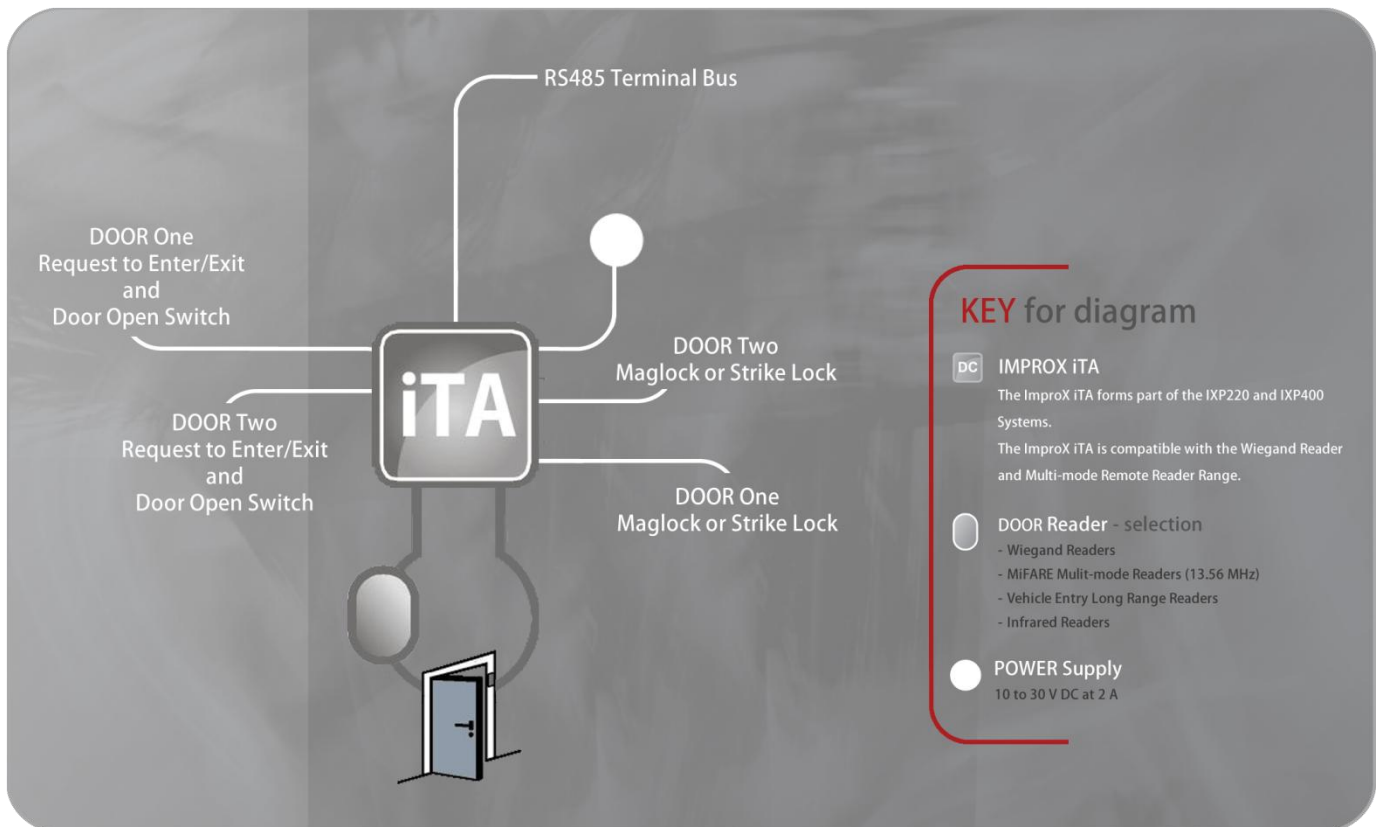 RS485 Terminal Bus
DOOR One
Request to Enter/Exit
and
Door Open Switch
DOOR Two
Maglock or Strike Lock
iTA
DOOR Two
Request to Enter/Exit
and
Door Open Switch
DOOR One
Maglock or Strike Lock
KEY for diagram
DC IMPROX iTA
The ImproX iTA forms part of the IXP220 and IXP400
Systems.
The ImproX iTA is compatible with the Wiegand Reader
and Multi-mode Remote Reader Range.
DOOR Reader - selection
- Wiegand Readers
- MiFARE Mulit-mode Readers (13.56 MHz)
- Vehicle Entry Long Range Readers
- Infrared Readers
POWER Supply
10 to 30 V DC at 2 A